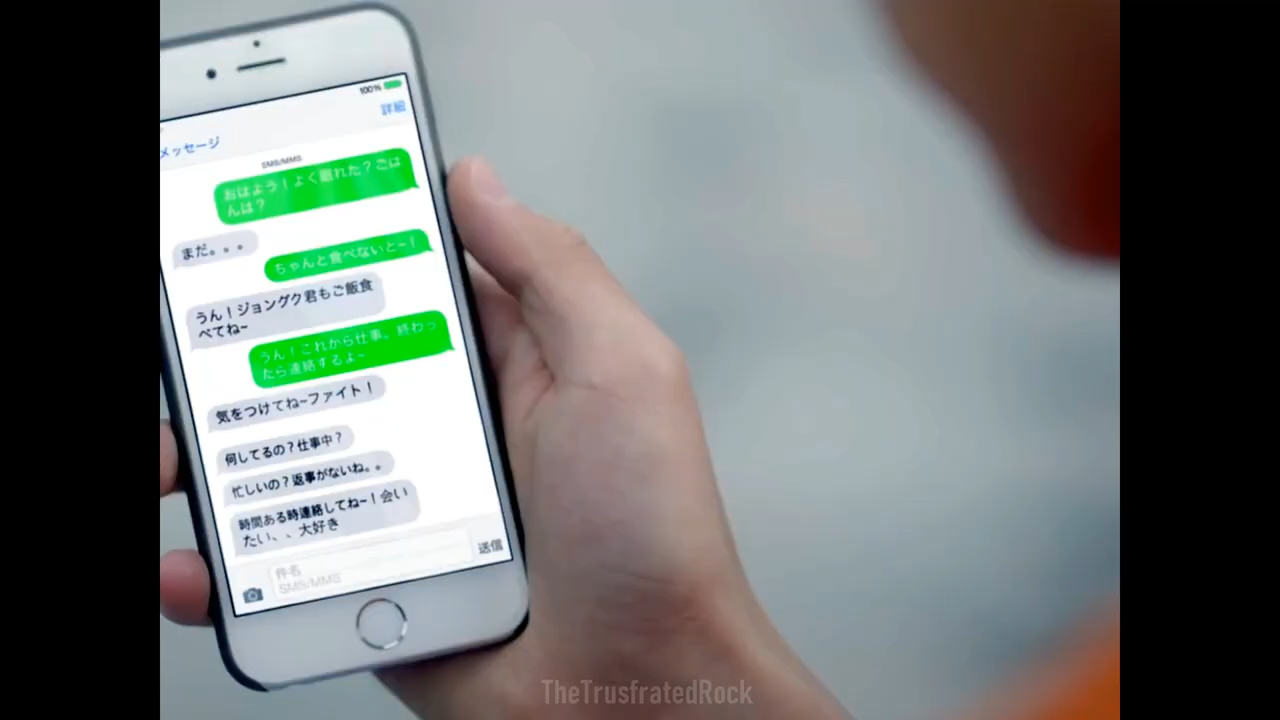 100%
メッセージ
詳細
SMS/MMS
おはよう！よく眠れた？ごは
んは？
まだ。。。
ちゃんと食べないと~！
うん！ジョングク君もご飯食
べてね~
うん！これから仕事。終わっ
たら連絡するよ~
気をつけてね~ファイト！
何してるの？仕事中？
忙しいの？返事がないね。。
時間ある時連絡してね~！会い
たい、、大好き
件名
SMS/MMS
送信
TheTrusfratedRock